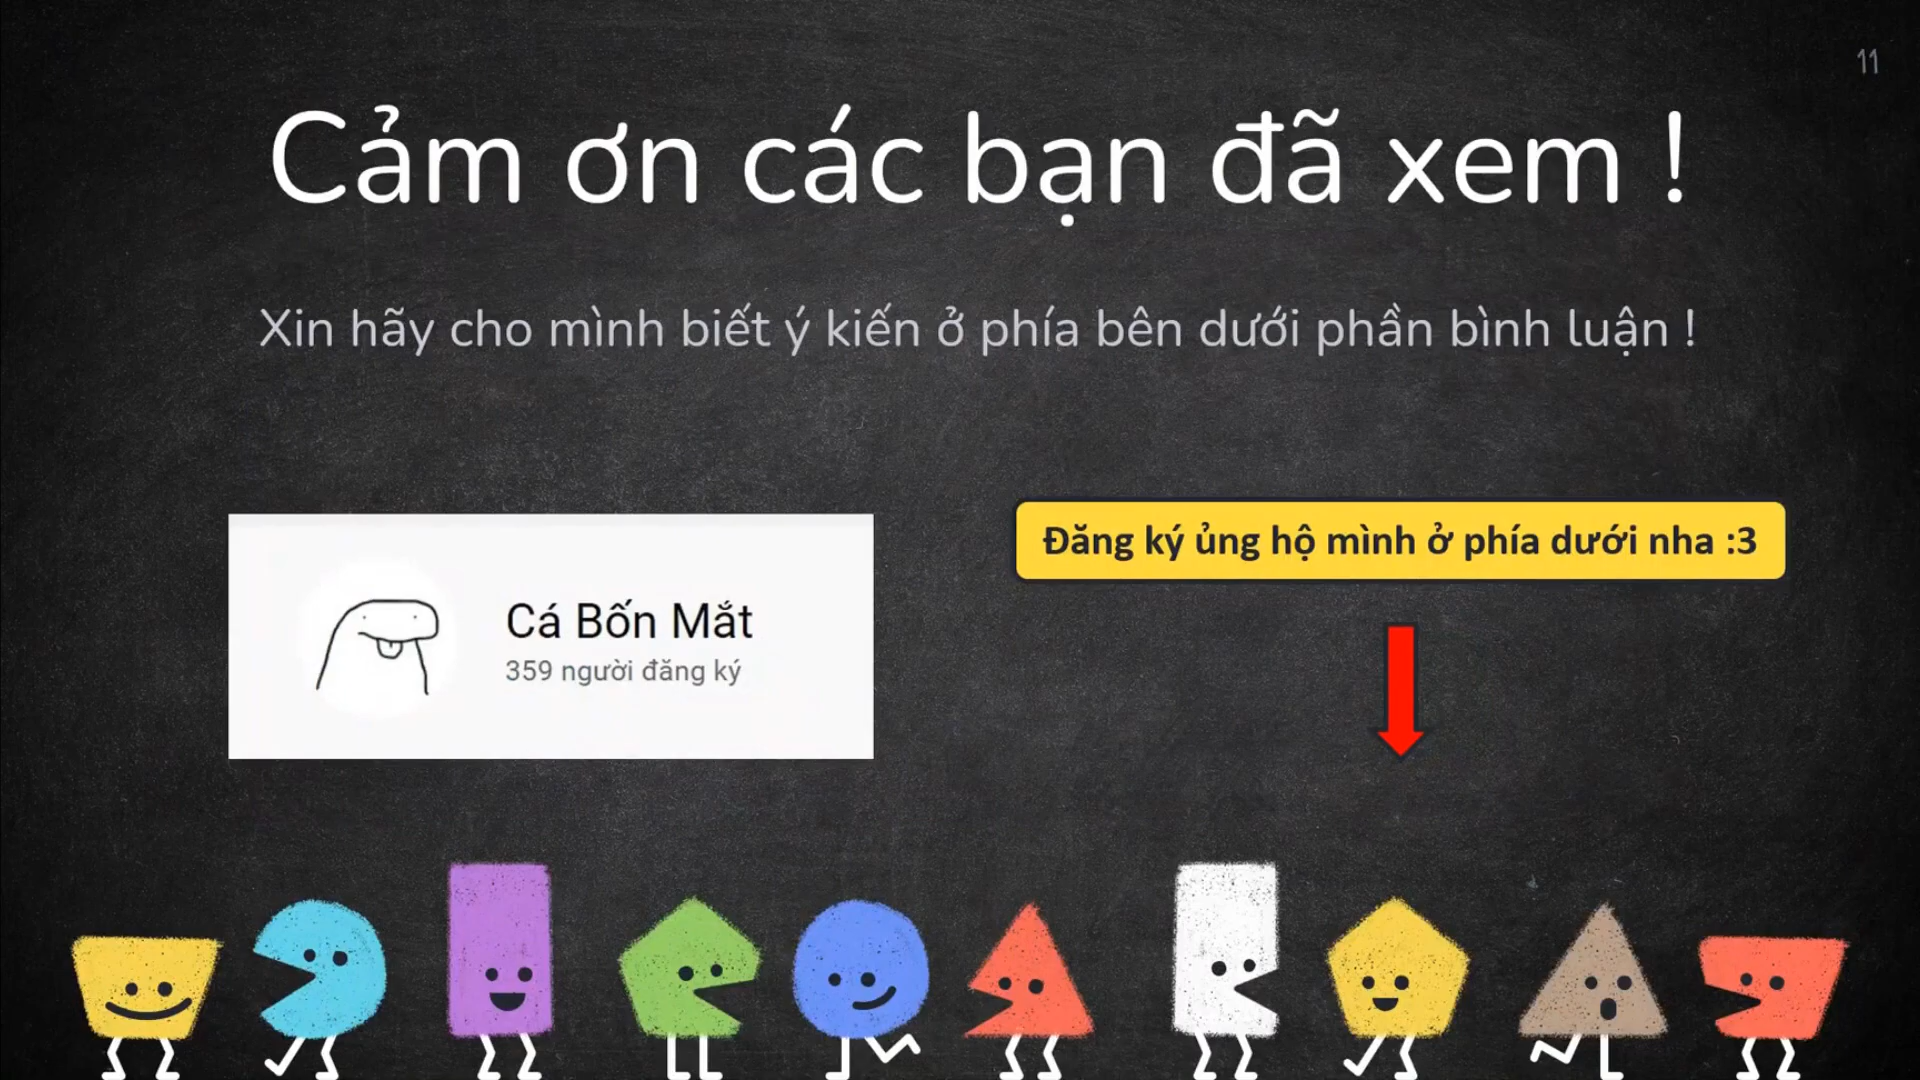 11
Cảm ơn các bạn đã xem !
Xin hãy cho mình biết ý kiến ở phía bên dưới phần bình luận !
Đăng ký ủng hộ mình ở phía dưới nha :3
Cá Bốn Mắt
359 người đăng ký